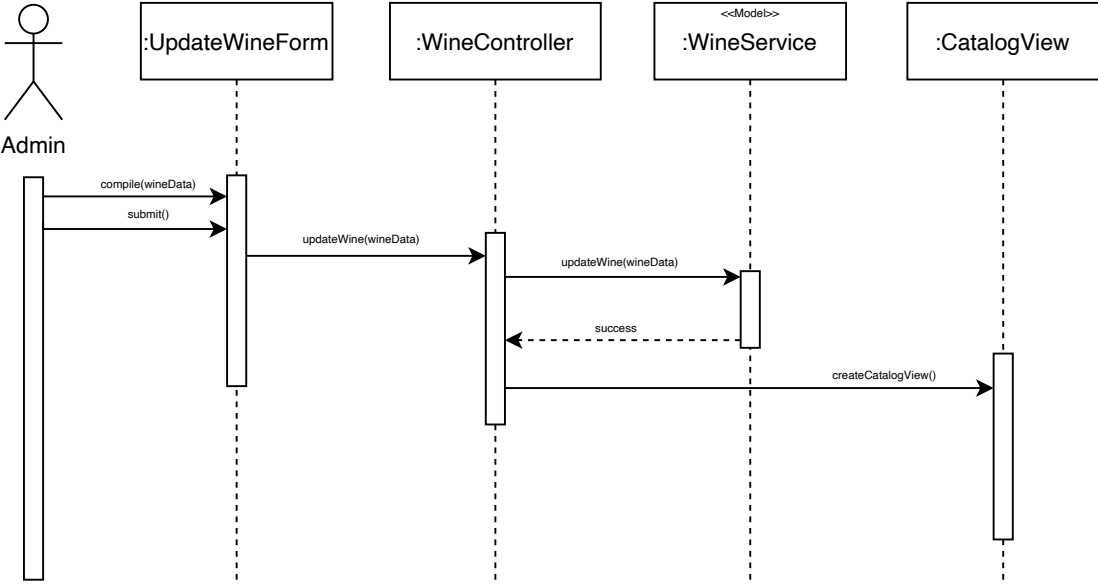 <<Model>>
:UpdateWineForm
:WineController
:WineService
:CatalogView
Admin
compile(wineData)
submit()
updateWine(wineData)
updateWine(wineData)
success
createCatalogView()